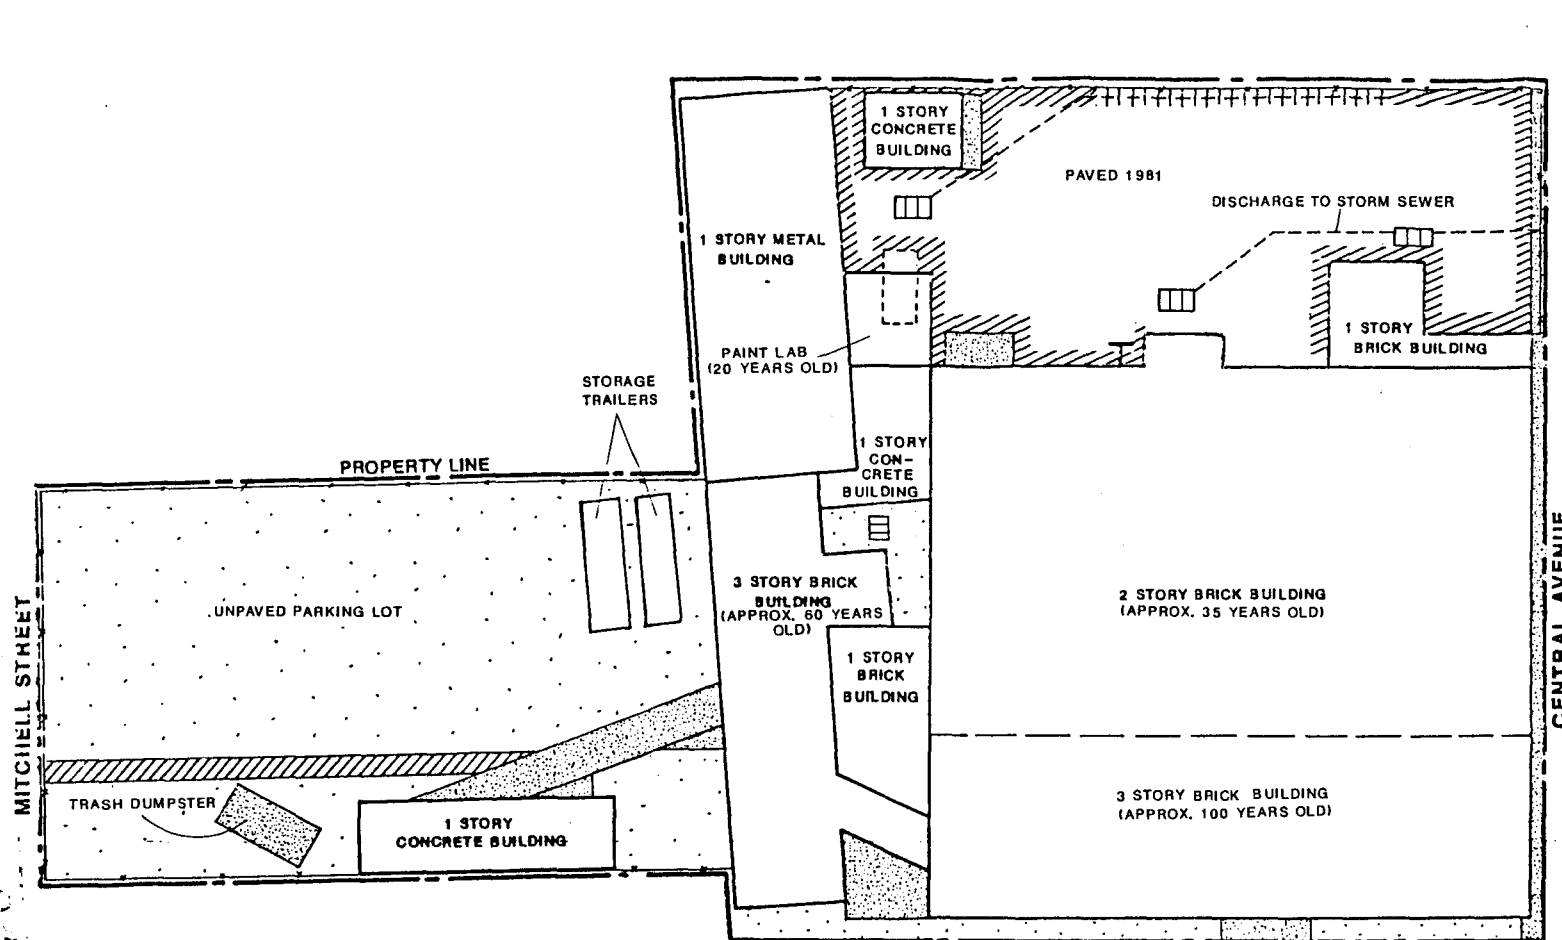 1 STORY
CONCRETE
BUILDING
PAVED 1981
DISCHARGE TO STORM SEWER
1 STORY METAL
BUILDING
1 STORY
BRICK BUILDING
PAINT LAB
(20 YEARS OLD)
STORAGE
TRAILERS
1 STORY
CON-
CRETE
BUILDING
PROPERTY LINE
3 STORY BRICK
BUILDING
(APPROX. 60 YEARS
OLD)
UNPAVED PARKING LOT
2 STORY BRICK BUILDING
(APPROX. 35 YEARS OLD)
CENTRAL AVENUE
MITCHELL STREET
1 STORY
BRICK
BUILDING
TRASH DUMPSTER
1 STORY
CONCRETE BUILDING
3 STORY BRICK BUILDING
(APPROX. 100 YEARS OLD)